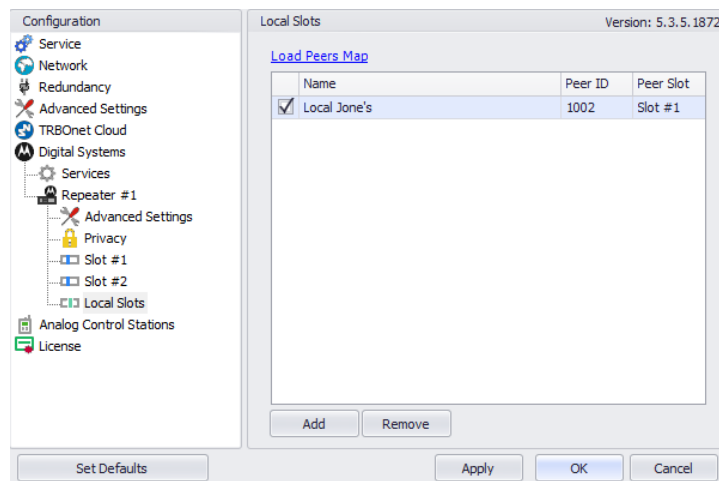 Configuration
Service
Network
Redundancy
Advanced Settings
TRBOnet Cloud
Digital Systems
Services
Repeater #1
Advanced Settings
Privacy
Slot #1
Slot #2
Local Slots
Analog Control Stations
License
Local Slots Version: 5.3.5.1872
Load Peers Map
Name Peer ID Peer Slot
Local Jone's 1002 Slot #1
Add Remove
Set Defaults Apply OK Cancel